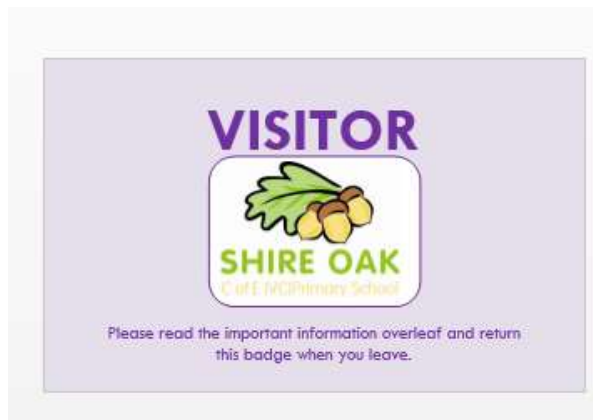 VISITOR
SHIRE OAK
C of E (VC)Primary School
Please read the important information overleaf and return
this badge when you leave.